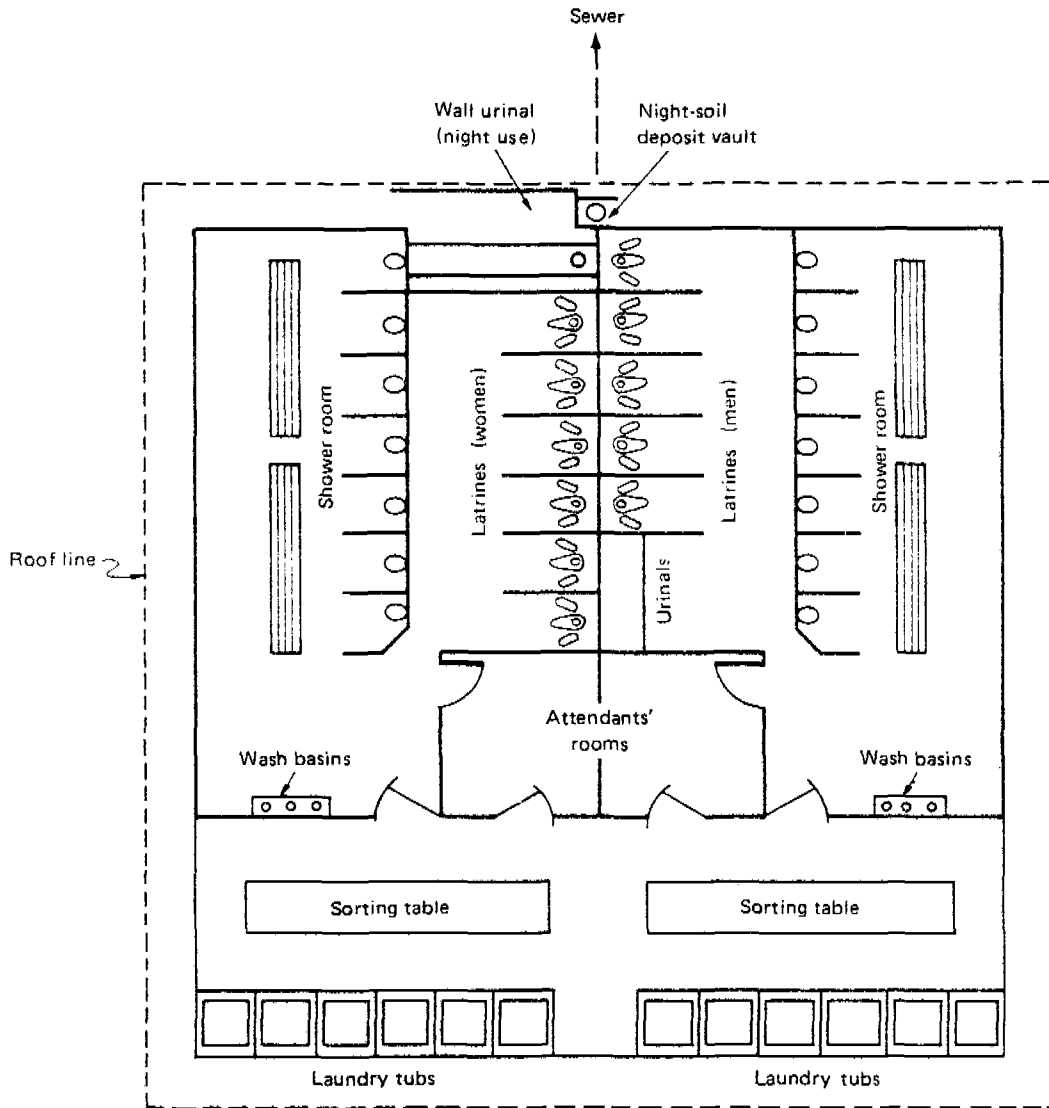 Sewer
Wall urinal
(night use)
Night-soil
deposit vault
Shower room
Latrines (women)
Latrines (men)
Shower room
Roof line
Urinals
Attendants'
rooms
Wash basins
Wash basins
Sorting table
Sorting table
Laundry tubs
Laundry tubs